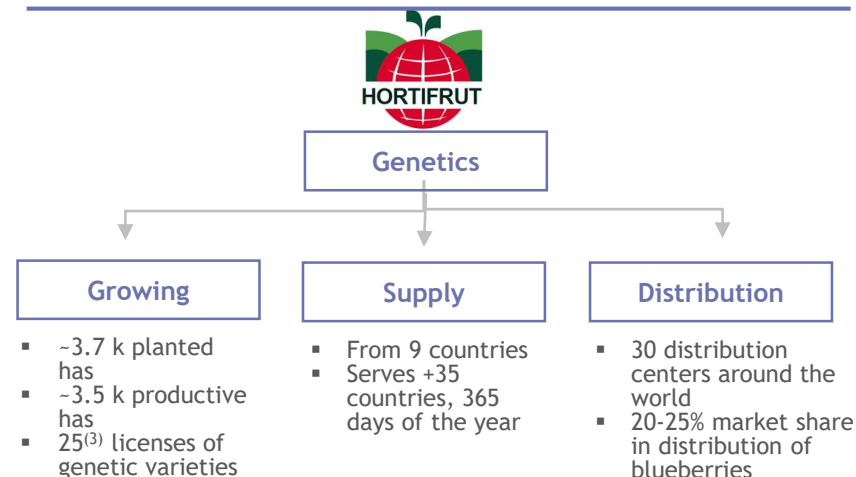 HORTIFRUT
Genetics
Growing
~3.7 k planted
has
~3.5 k productive
has
25(3) licenses of
genetic varieties
Supply
From 9 countries
Serves +35
countries, 365
days of the year
Distribution
30 distribution
centers around the
world
20-25% market share
in distribution of
blueberries